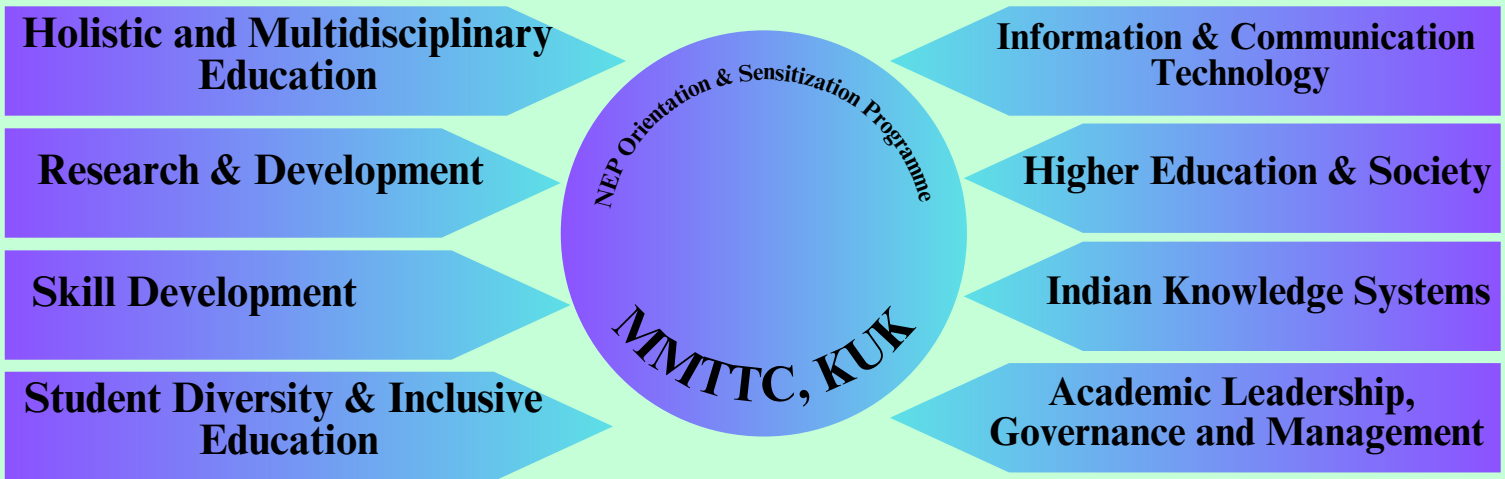 Holistic and Multidisciplinary
Education
Research & Development
Skill Development
Student Diversity & Inclusive
Education
NEP Orientation & Sensitization Programme
MMTTC, KUK
Information & Communication
Technology
Higher Education & Society
Indian Knowledge Systems
Academic Leadership,
Governance and Management